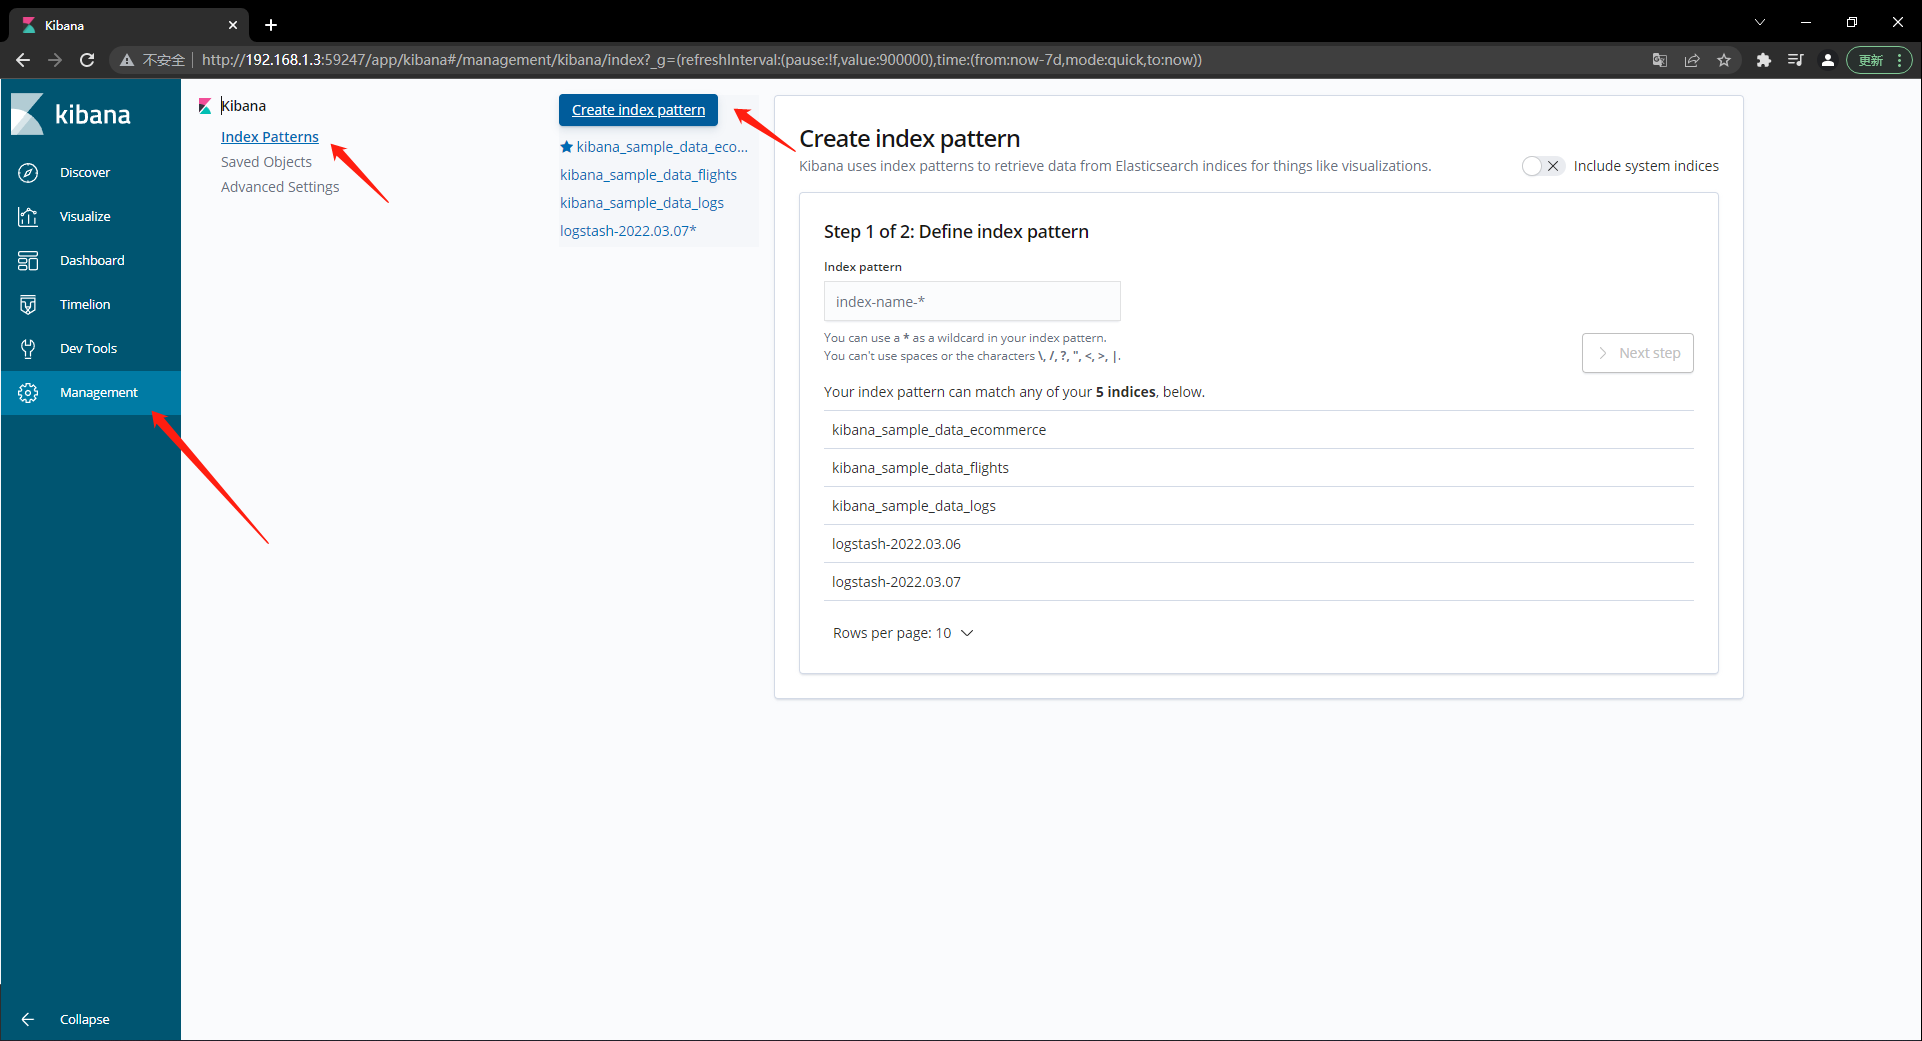 Kibana
不安全
http://192.168.1.3:59247/app/kibana#/management/kibana/index?_g=(refreshInterval:(pause:!f,value:900000),time:(from:now-7d,mode:quick,to:now))
更新
kibana
Discover
Visualize
Dashboard
Timelion
Dev Tools
Management
Collapse
Kibana
Index Patterns
Saved Objects
Advanced Settings
Create index pattern
kibana_sample_data_eco...
kibana_sample_data_flights
kibana_sample_data_logs
logstash-2022.03.07*
Create index pattern
Kibana uses index patterns to retrieve data from Elasticsearch indices for things like visualizations.
Include system indices
Step 1 of 2: Define index pattern
Index pattern
index-name-*
You can use a * as a wildcard in your index pattern.
You can't use spaces or the characters \, /, ?, ", <, >, |.
Next step
Your index pattern can match any of your 5 indices, below.
kibana_sample_data_ecommerce
kibana_sample_data_flights
kibana_sample_data_logs
logstash-2022.03.06
logstash-2022.03.07
Rows per page: 10